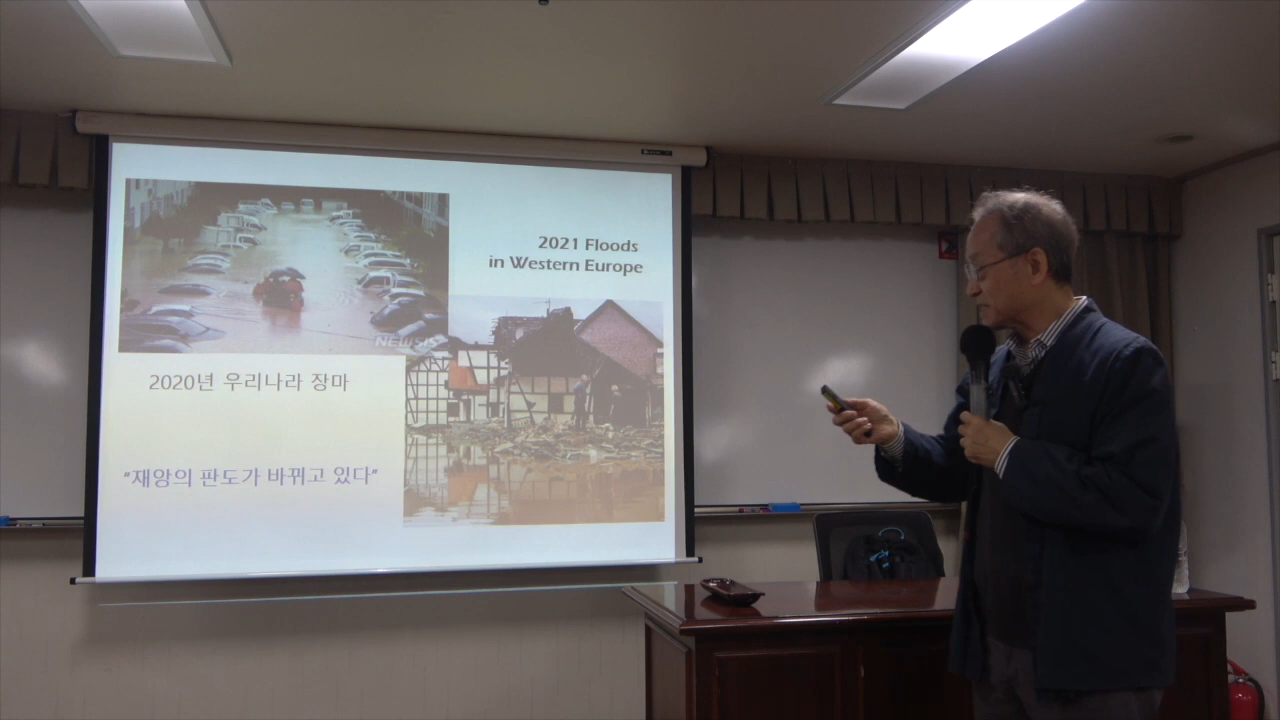 NEWSIS
2021 Floods
in Western Europe
2020년 우리나라 장마
"재앙의 판도가 바뀌고 있다"